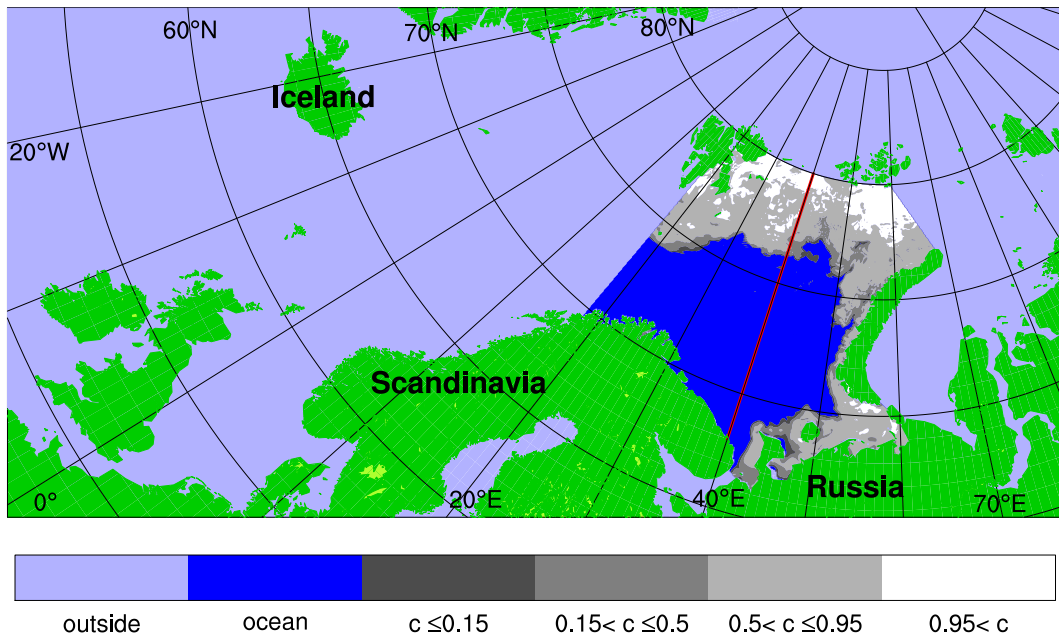 60°N
70°N
80°N
Iceland
20°W
Scandinavia
0°
20°E
40°E
Russia
70°E
outside
ocean
c ≤0.15
0.15< c ≤0.5
0.5< c ≤0.95
0.95< c